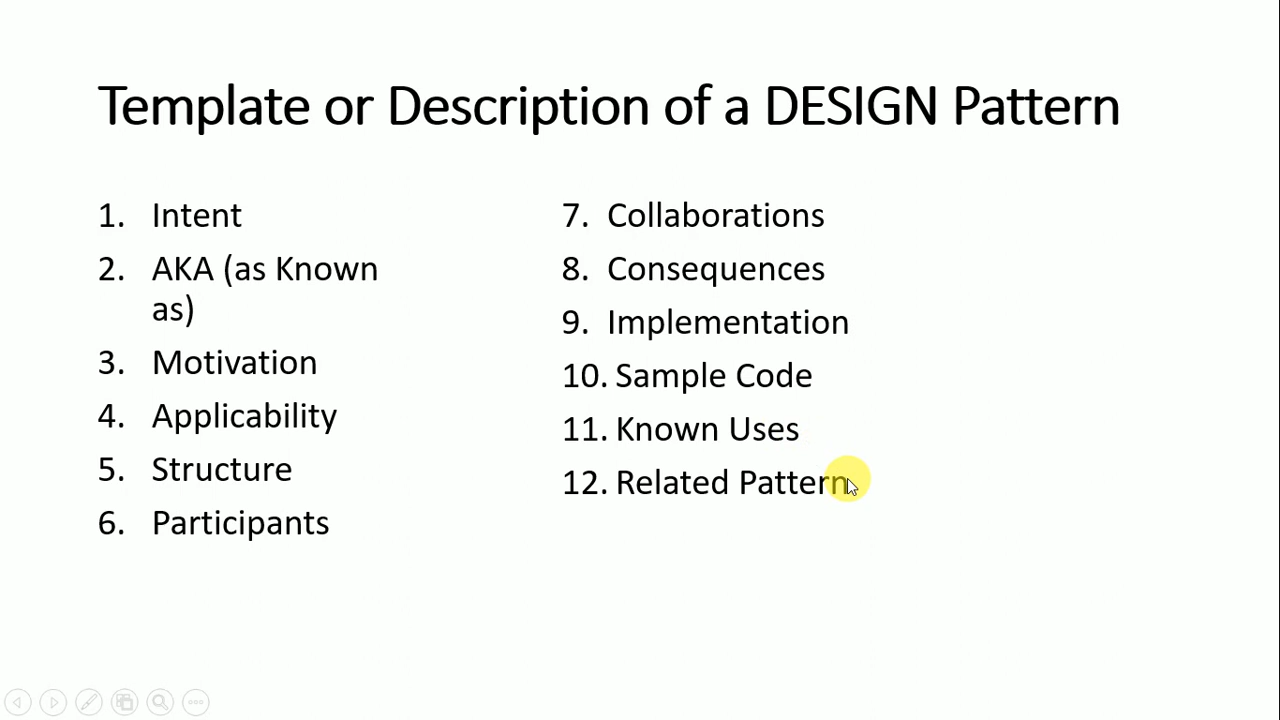 Template or Description of a DESIGN Pattern
1. Intent
2. AKA (as Known
as)
3. Motivation
4. Applicability
5. Structure
6. Participants
7. Collaborations
8. Consequences
9. Implementation
10. Sample Code
11. Known Uses
12. Related Pattern